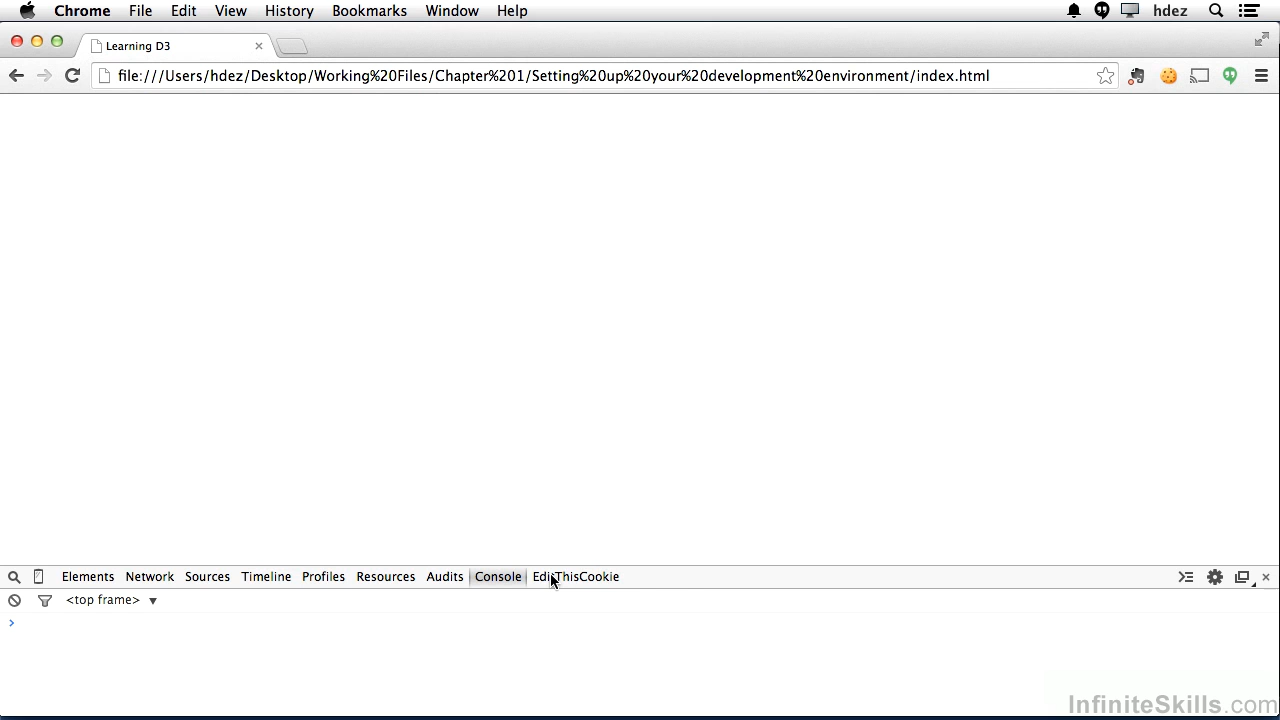 Chrome File Edit View History Bookmarks Window Help hdez
Learning D3
file:///Users/hdez/Desktop/Working%20Files/Chapter%201/Setting%20up%20your%20development%20environment/index.html
Elements Network Sources Timeline Profiles Resources Audits Console EditThisCookie
<top frame>
InfiniteSkills.com